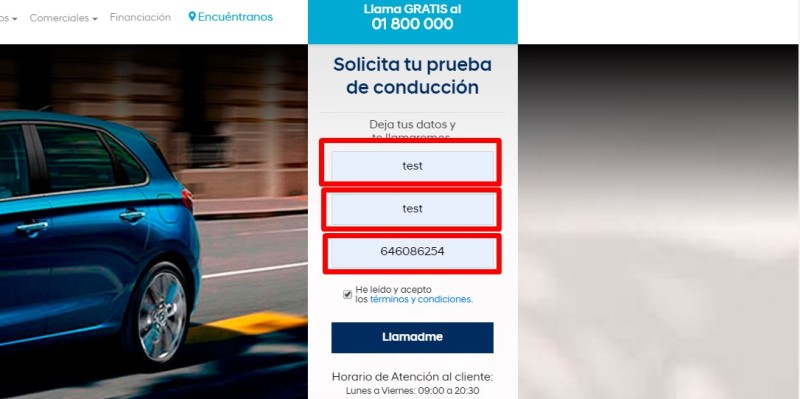 os
Comerciales
Financiación
Encuéntranos
Llama GRATIS al
01 800 000
Solicita tu prueba
de conducción
Deja tus datos y
te llamaremos
test
test
646086254
He leído y acepto
los términos y condiciones.
Llamadme
Horario de Atención al cliente:
Lunes a Viernes: 09:00 a 20:30